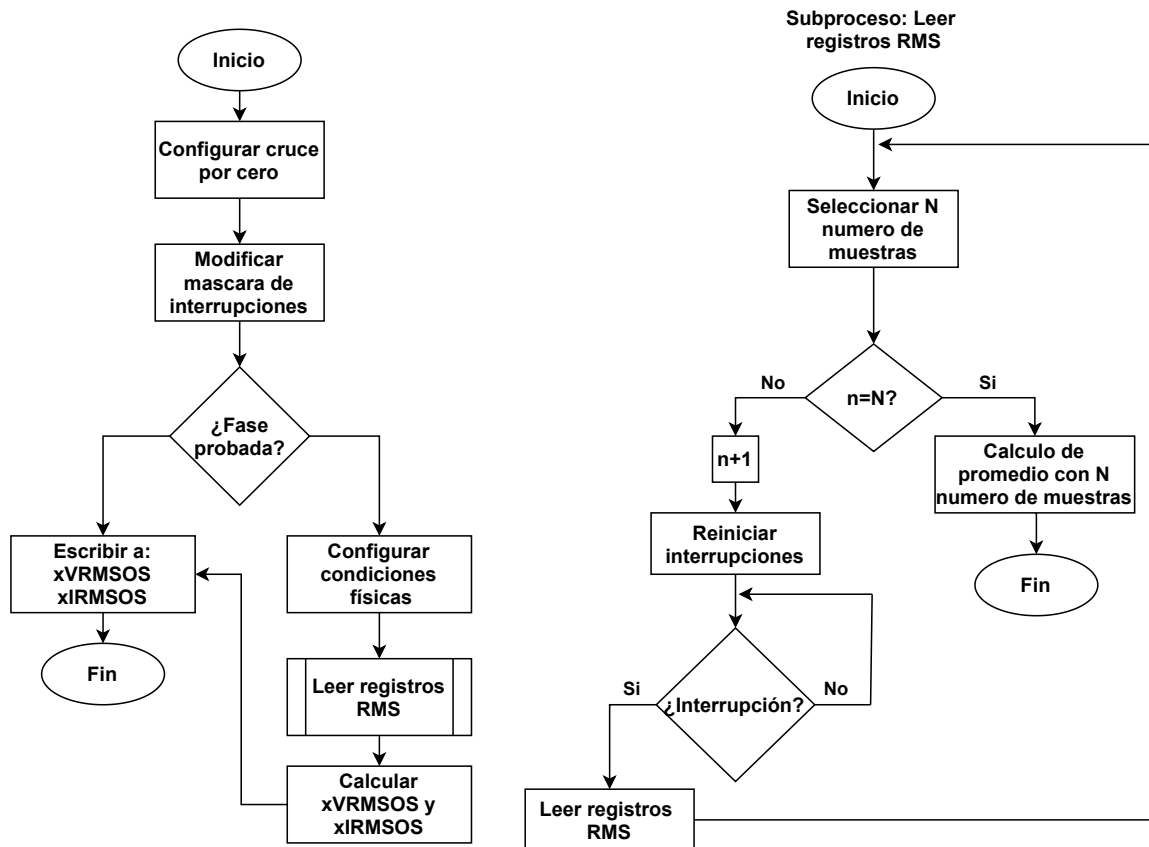 Inicio
Configurar cruce
por cero
Modificar
mascara de
interrupciones
¿Fase
probada?
Escribir a:
xVRMSOS
xIRMSOS
Fin
Configurar
condiciones
físicas
Leer registros
RMS
Calcular
xVRMSOS y
xIRMSOS
Subproceso: Leer
registros RMS
Inicio
Seleccionar N
numero de
muestras
n=N?
No
Si
n+1
Calculo de
promedio con N
numero de muestras
Reiniciar
interrupciones
Fin
¿Interrupción?
Si
No
Leer registros
RMS